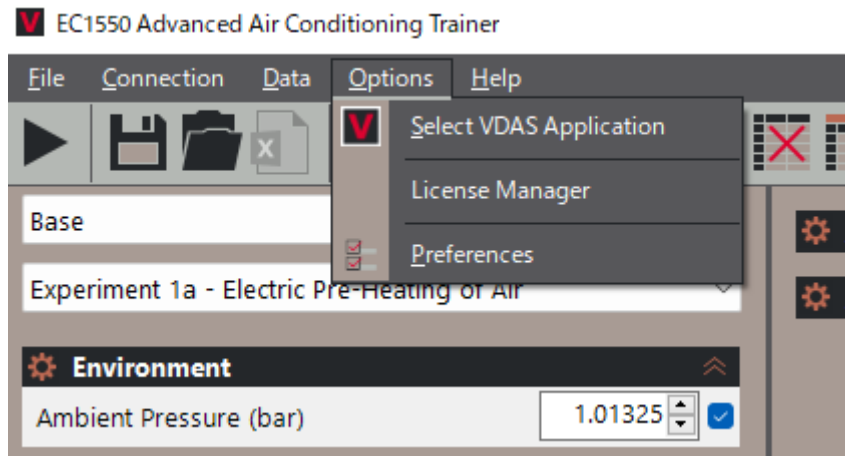 EC1550 Advanced Air Conditioning Trainer
File Connection Data Options Help
Select VDAS Application
License Manager
Preferences
Base
Experiment 1a - Electric Pre-Heating of Air
Environment
Ambient Pressure (bar) 1.01325